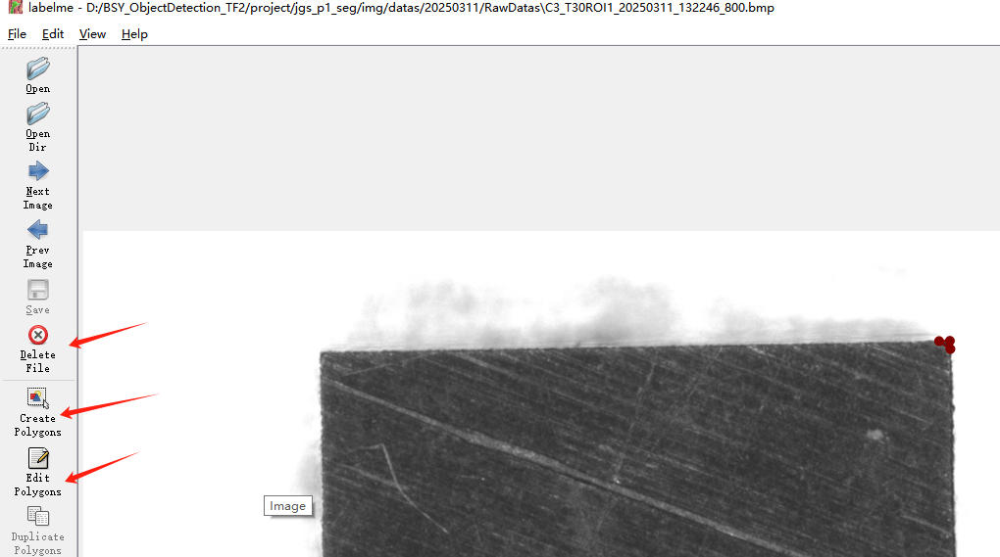 labelme - D:/BSY_ObjectDetection_TF2/project/jgs_p1_seg/img/datas/20250311/RawDatas\C3_T30ROI1_20250311_132246_800.bmp
File Edit View Help
Open
Open
Dir
Next
Image
Prev
Image
Save
Delete
File
Create
Polygons
Edit
Polygons
Duplicate
Polygons
Image